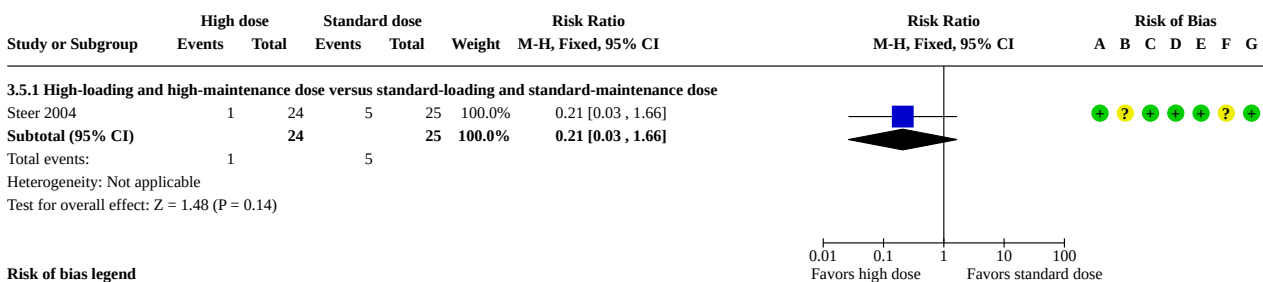 High dose Standard dose Risk Ratio Risk Ratio Risk of Bias
Study or Subgroup Events Total Events Total Weight M-H, Fixed, 95% CI M-H, Fixed, 95% CI A B C D E F G
3.5.1 High-loading and high-maintenance dose versus standard-loading and standard-maintenance dose
Steer 2004 1 24 5 25 100.0% 0.21 [0.03 , 1.66] + ? + + + ? +
Subtotal (95% CI) 24 25 100.0% 0.21 [0.03 , 1.66]
Total events: 1 5
Heterogeneity: Not applicable
Test for overall effect: Z = 1.48 (P = 0.14)
0.01 0.1 1 10 100
Risk of bias legend Favors high dose Favors standard dose